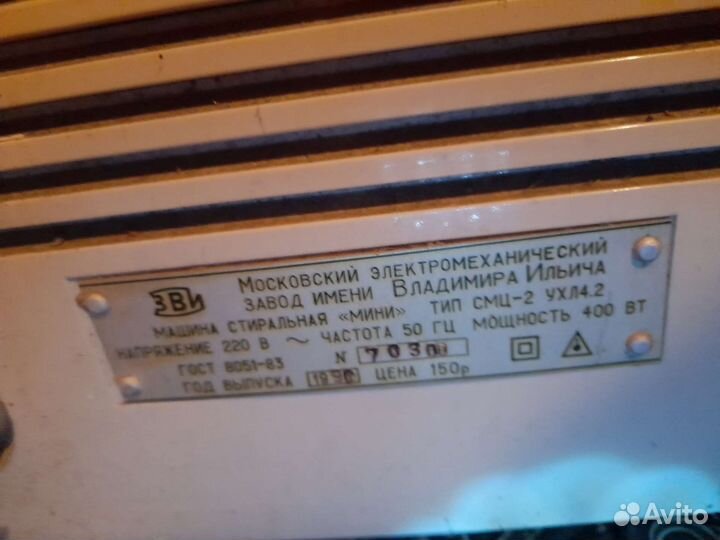 ЗВИ
МОСКОВСКИЙ ЭЛЕКТРОМЕХАНИЧЕСКИЙ
ЗАВОД ИМЕНИ ВЛАДИМИРА ИЛЬИЧА
МАШИНА СТИРАЛЬНАЯ «МИНИ» ТИП СМЦ-2 УХЛ4.2
НАПРЯЖЕНИЕ 220 В ~ ЧАСТОТА 50 ГЦ МОЩНОСТЬ 400 ВТ
ГОСТ 8051-83 N
ГОД ВЫПУСКА ЦЕНА 150р
Avito